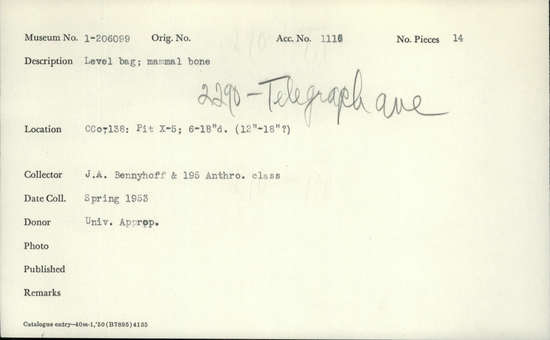 Museum No. 1-206099 Orig. No. Acc. No. 1116 No. Pieces 14
Description Level bag; mammal bone
2290-Telegraph ave
Location CCo-138: Pit X-5; 6-18"d. (12"-18"?)
Collector J.A. Bennyhoff & 195 Anthro. class
Date Coll. Spring 1953
Donor Univ. Approp.
Photo
Published
Remarks
Catalogue entry—40m-1,'50(B7895)4155